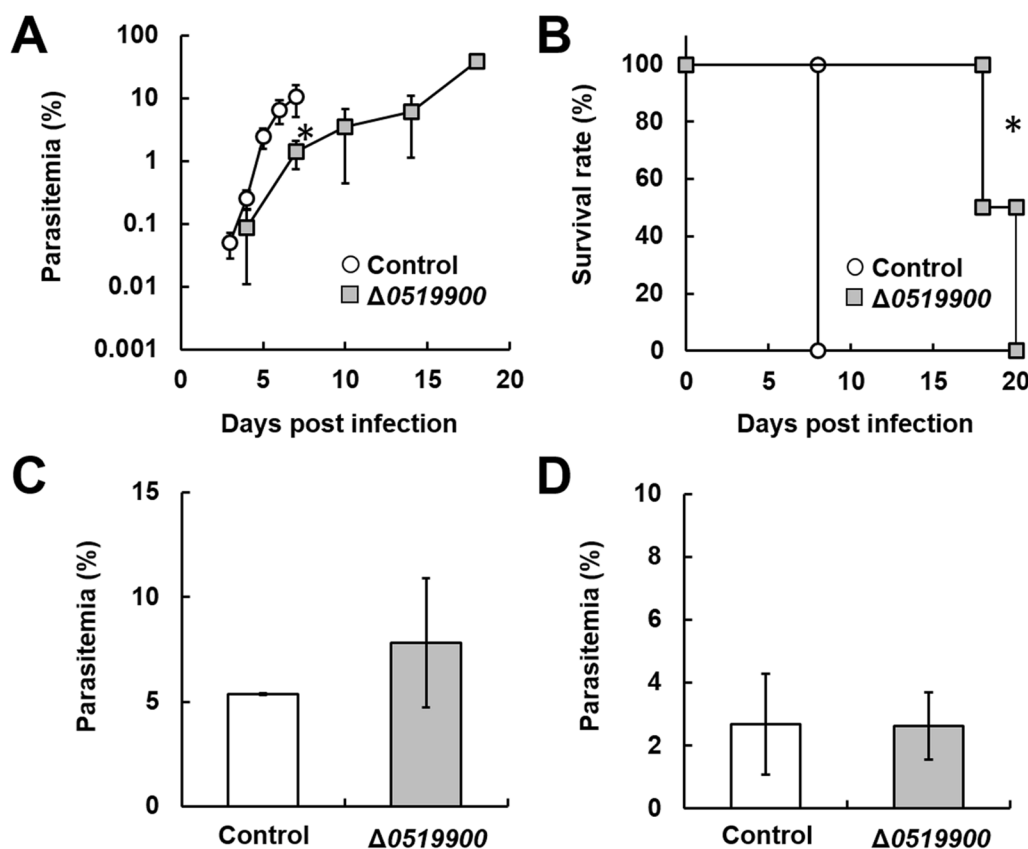 A
Parasitemia (%)
100
10
1
0.1
0.01
0.001
*
Control
Δ0519900
0 5 10 15 20
Days post infection
B
Survival rate (%)
100
80
60
40
20
0
*
Control
Δ0519900
0 5 10 15 20
Days post infection
C
Parasitemia (%)
15
10
5
0
Control Δ0519900
D
Parasitemia (%)
10
8
6
4
2
0
Control Δ0519900